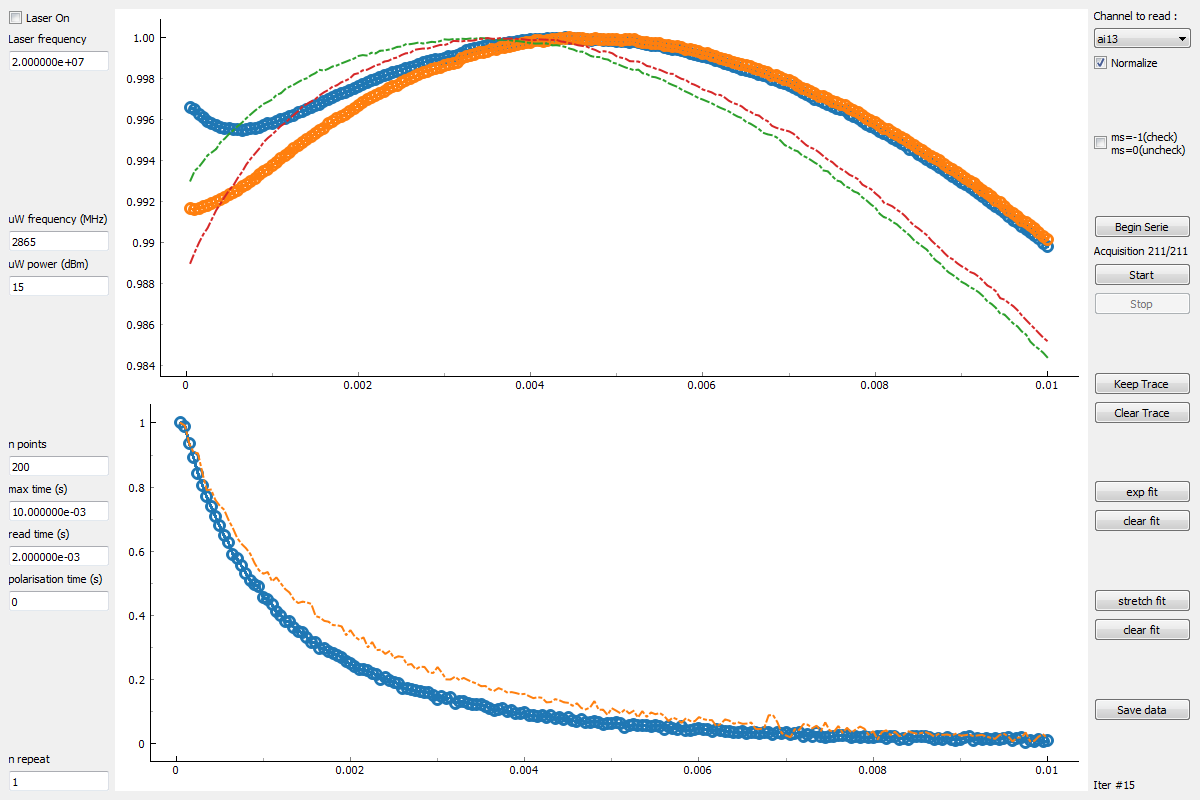 Laser On
Laser frequency
2.000000e+07
uW frequency (MHz)
2865
uW power (dBm)
15
n points
200
max time (s)
10.000000e-03
read time (s)
2.000000e-03
polarisation time (s)
0
n repeat
1
1.00
0.998
0.996
0.994
0.992
0.99
0.988
0.986
0.984
0
0.002
0.004
0.006
0.008
0.01
1
0.8
0.6
0.4
0.2
0
0
0.002
0.004
0.006
0.008
0.01
Channel to read :
ai13
Normalize
ms=-1(check)
ms=0(uncheck)
Begin Serie
Acquisition 211/211
Start
Stop
Keep Trace
Clear Trace
exp fit
clear fit
stretch fit
clear fit
Save data
Iter #15